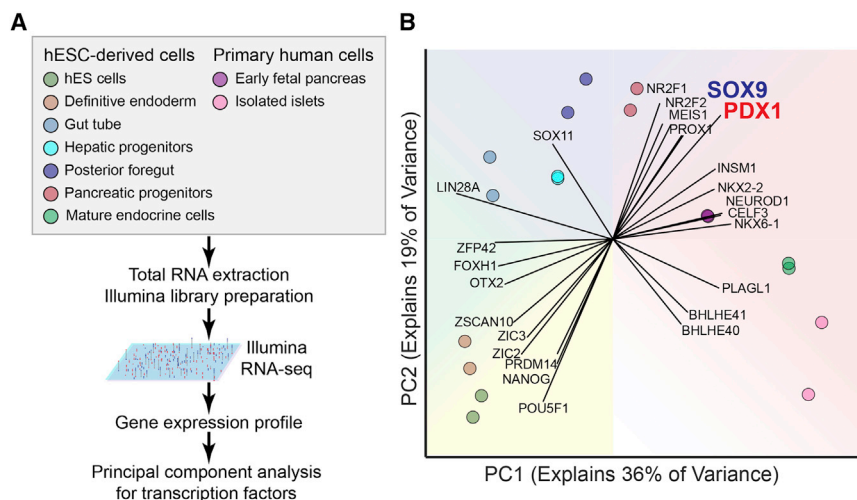 A
hESC-derived cells
Primary human cells
hES cells
Early fetal pancreas
Definitive endoderm
Isolated islets
Gut tube
Hepatic progenitors
Posterior foregut
Pancreatic progenitors
Mature endocrine cells
Total RNA extraction
Illumina library preparation
Illumina
RNA-seq
Gene expression profile
Principal component analysis
for transcription factors
B
PC2 (Explains 19% of Variance)
NR2F1
SOX9
NR2F2
PDX1
MEIS1
PROX1
SOX11
INSM1
LIN28A
NKX2-2
NEUROD1
CELF3
NKX6-1
ZFP42
FOXH1
OTX2
PLAGL1
ZSCAN10
BHLHE41
BHLHE40
ZIC3
ZIC2
PRDM14
NANOG
POU5F1
PC1 (Explains 36% of Variance)